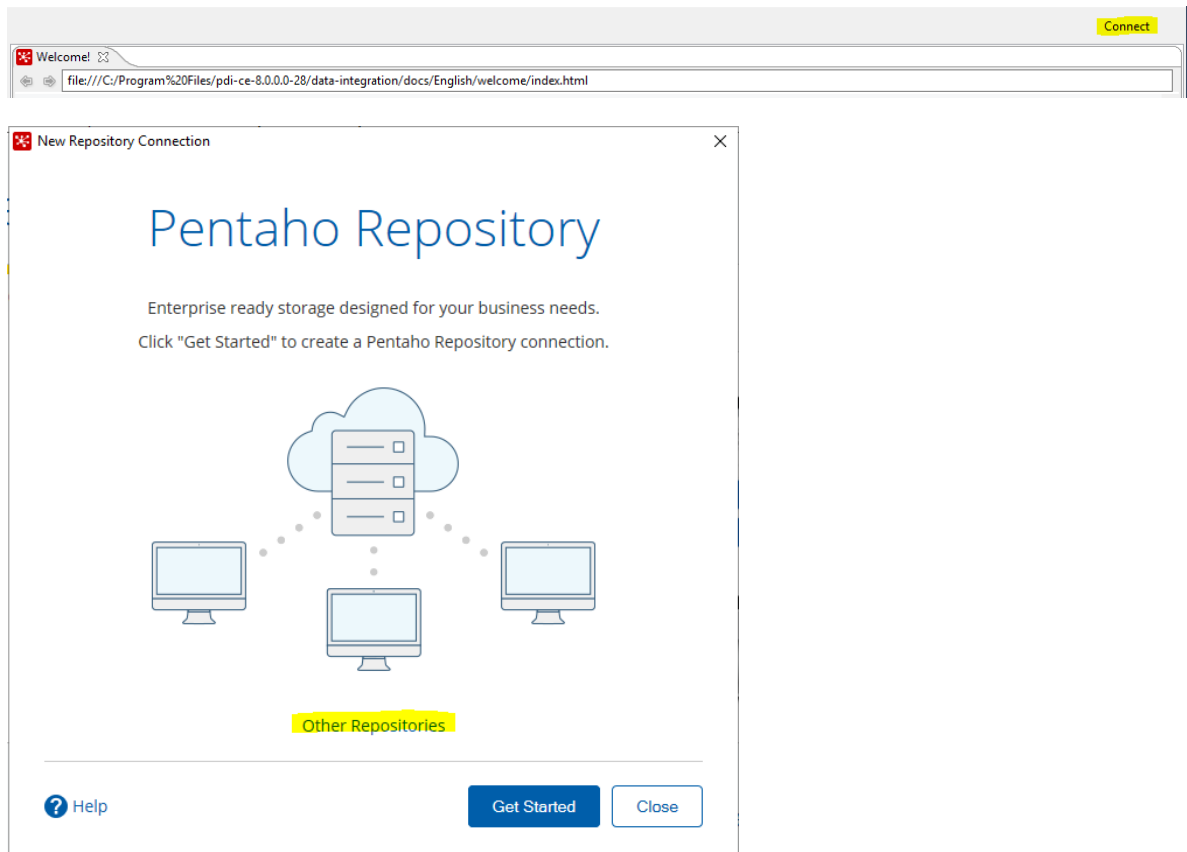 Connect
Welcome!
file:///C:/Program%20Files/pdi-ce-8.0.0.0-28/data-integration/docs/English/welcome/index.html
New Repository Connection
Pentaho Repository
Enterprise ready storage designed for your business needs.
Click "Get Started" to create a Pentaho Repository connection.
Other Repositories
? Help
Get Started
Close